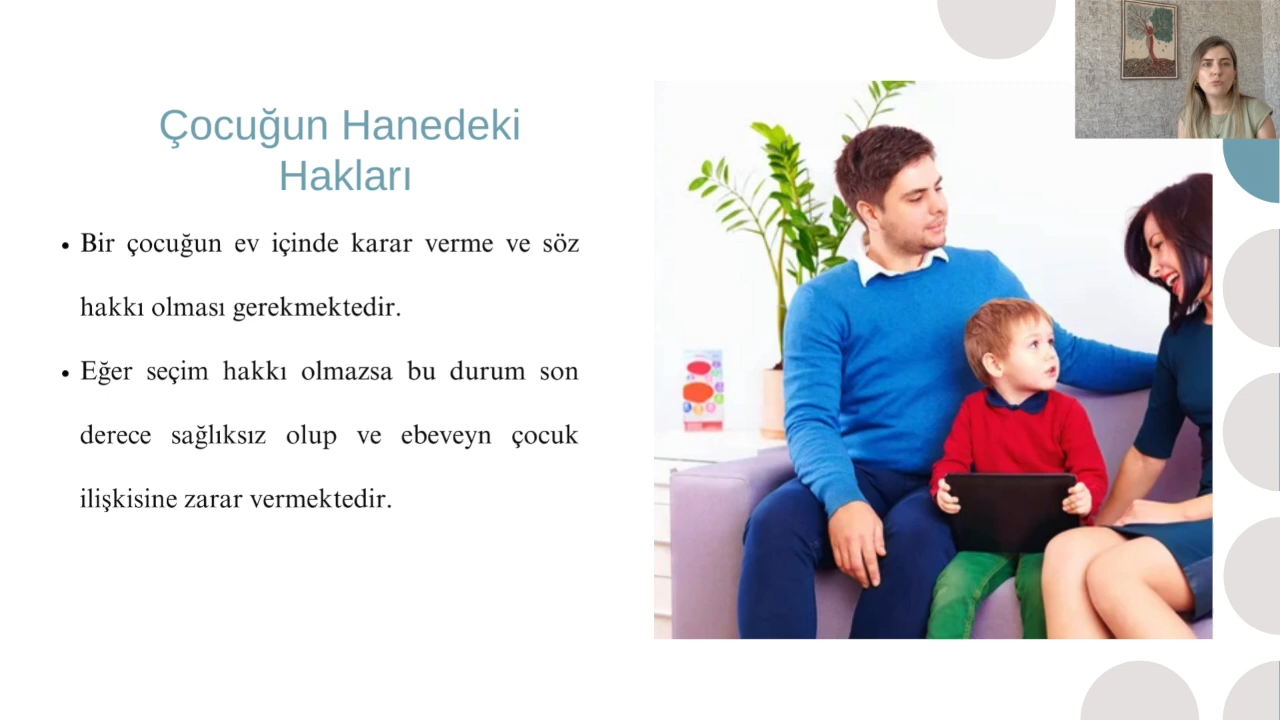 Çocuğun Hanedeki
Hakları
• Bir çocuğun ev içinde karar verme ve söz
hakkı olması gerekmektedir.
• Eğer seçim hakkı olmazsa bu durum son
derece sağlıksız olup ve ebeveyn çocuk
ilişkisine zarar vermektedir.